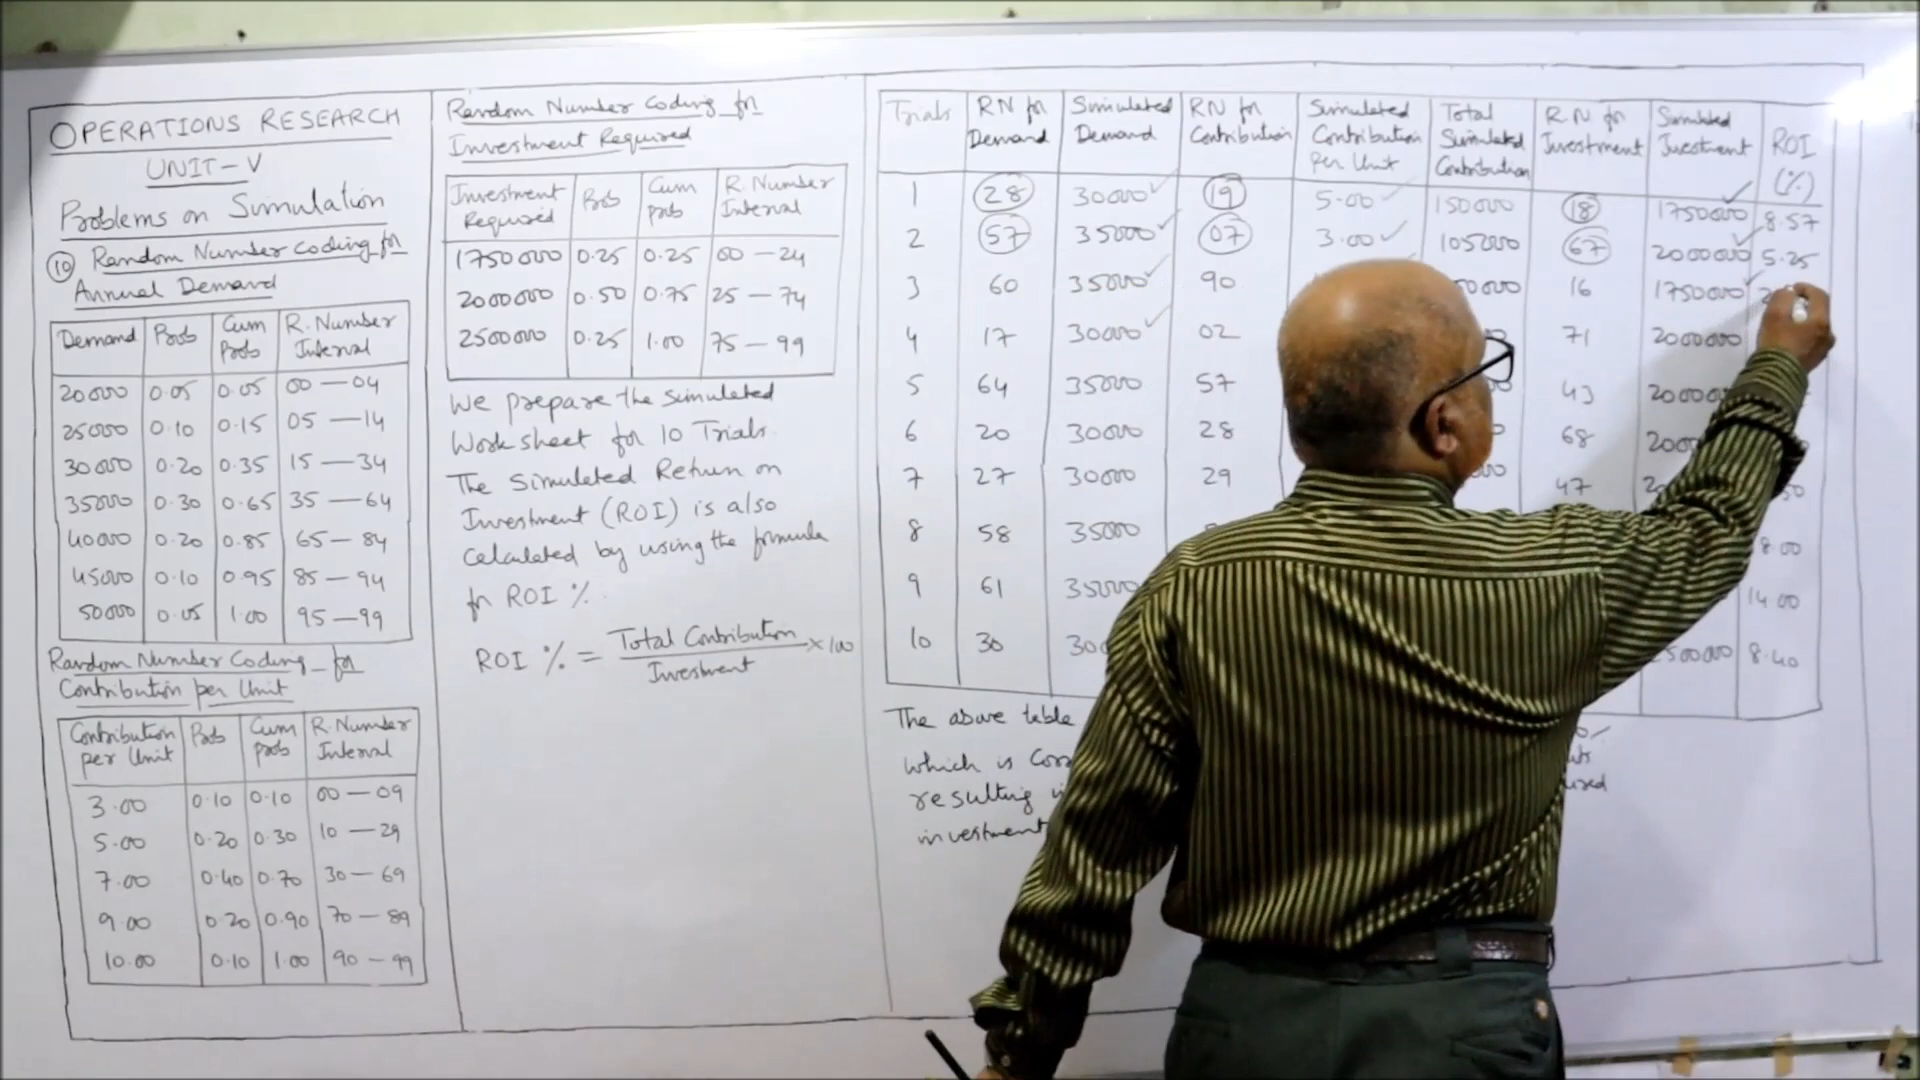 OPERATIONS RESEARCH
UNIT-V
Problems on Simulation
(10) Random Number Coding for
Annual Demand
Demand Prob Cum Prob R. Number Interval
20000 0.05 0.05 00 — 04
25000 0.10 0.15 05 — 14
30000 0.20 0.35 15 — 34
35000 0.30 0.65 35 — 64
40000 0.20 0.85 65 — 84
45000 0.10 0.95 85 — 94
50000 0.05 1.00 95 — 99
Random Number Coding for
Contribution per Unit
Contribution per Unit Prob Cum prob R. Number Interval
3.00 0.10 0.10 00 — 09
5.00 0.20 0.30 10 — 29
7.00 0.40 0.70 30 — 69
9.00 0.20 0.90 70 — 89
10.00 0.10 1.00 90 — 99
Random Number Coding for
Investment Required
Investment Required Prob Cum prob R. Number Interval
1750000 0.25 0.25 00 — 24
2000000 0.50 0.75 25 — 74
2500000 0.25 1.00 75 — 99
We prepare the simulated
Work sheet for 10 Trials.
The Simulated Return on
Investment (ROI) is also
calculated by using the formula
for ROI %.
ROI % = Total Contribution / Investment × 100
Trials RN for Demand Simulated Demand RN for Contribution Simulated Contribution Per Unit Total Simulated Contribution R.N for Investment Simulated Investment ROI (%)
1 28 30000 ✓ 19 5.00 ✓ 150000 18 1750000 ✓ 8.57
2 57 35000 ✓ 07 3.00 ✓ 105000 67 2000000 ✓ 5.25
3 60 35000 ✓ 90 16 1750000 ✓
4 17 30000 ✓ 02 71 2000000
5 64 35000 57 43
6 20 30000 28 68
7 27 30000 29 47
8 58 35000 8.00
9 61 35000 14.00
10 30 8.40
The above table
which is
resulting
investment